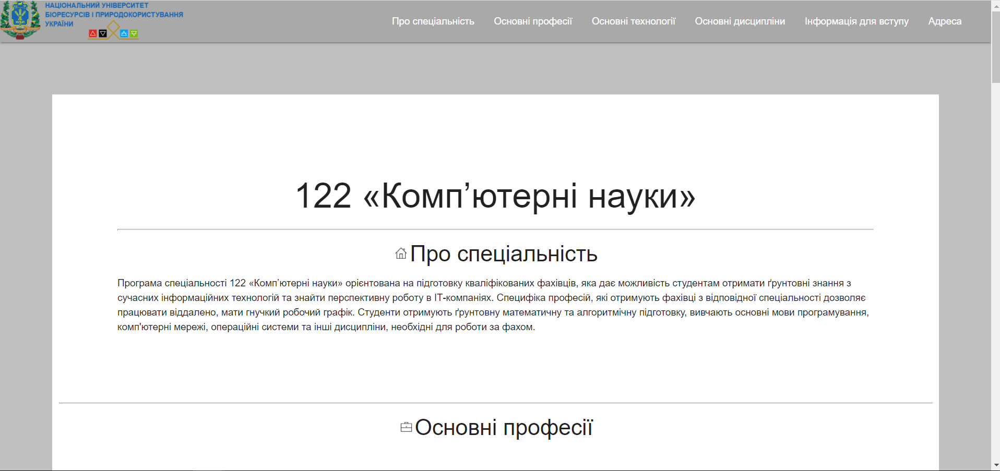 НАЦІОНАЛЬНИЙ УНІВЕРСИТЕТ
БІОРЕСУРСІВ І ПРИРОДОКОРИСТУВАННЯ
УКРАЇНИ
Про спеціальність Основні професії Основні технології Основні дисципліни Інформація для вступу Адреса
122 «Комп’ютерні науки»
Про спеціальність
Програма спеціальності 122 «Комп’ютерні науки» орієнтована на підготовку кваліфікованих фахівців, яка дає можливість студентам отримати ґрунтовні знання з
сучасних інформаційних технологій та знайти перспективну роботу в ІТ-компаніях. Специфіка професій, які отримують фахівці з відповідної спеціальності дозволяє
працювати віддалено, мати гнучкий робочий графік. Студенти отримують ґрунтовну математичну та алгоритмічну підготовку, вивчають основні мови програмування,
комп'ютерні мережі, операційні системи та інші дисципліни, необхідні для роботи за фахом.
Основні професії